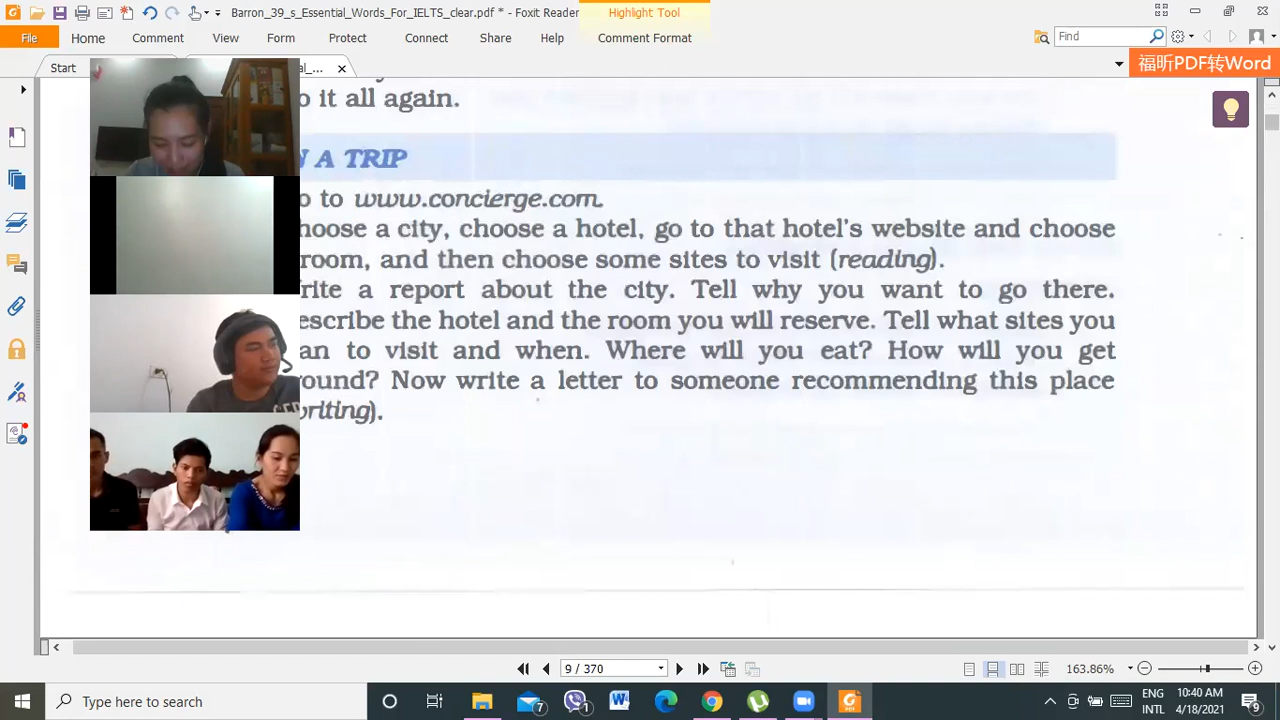 Barron_39_s_Essential_Words_For_IELTS_clear.pdf * - Foxit Reader
Highlight Tool
File Home Comment View Form Protect Connect Share Help Comment Format
Find
Start
al_...
福昕PDF转Word
it all again.
A TRIP
to www.concierge.com.
a city, choose a hotel, go to that hotel's website and choose
room, and then choose some sites to visit (reading).
a report about the city. Tell why you want to go there.
the hotel and the room you will reserve. Tell what sites you
to visit and when. Where will you eat? How will you get
Now write a letter to someone recommending this place
9 / 370
163.86%
Type here to search
7
1
ENG
INTL
10:40 AM
4/18/2021
9